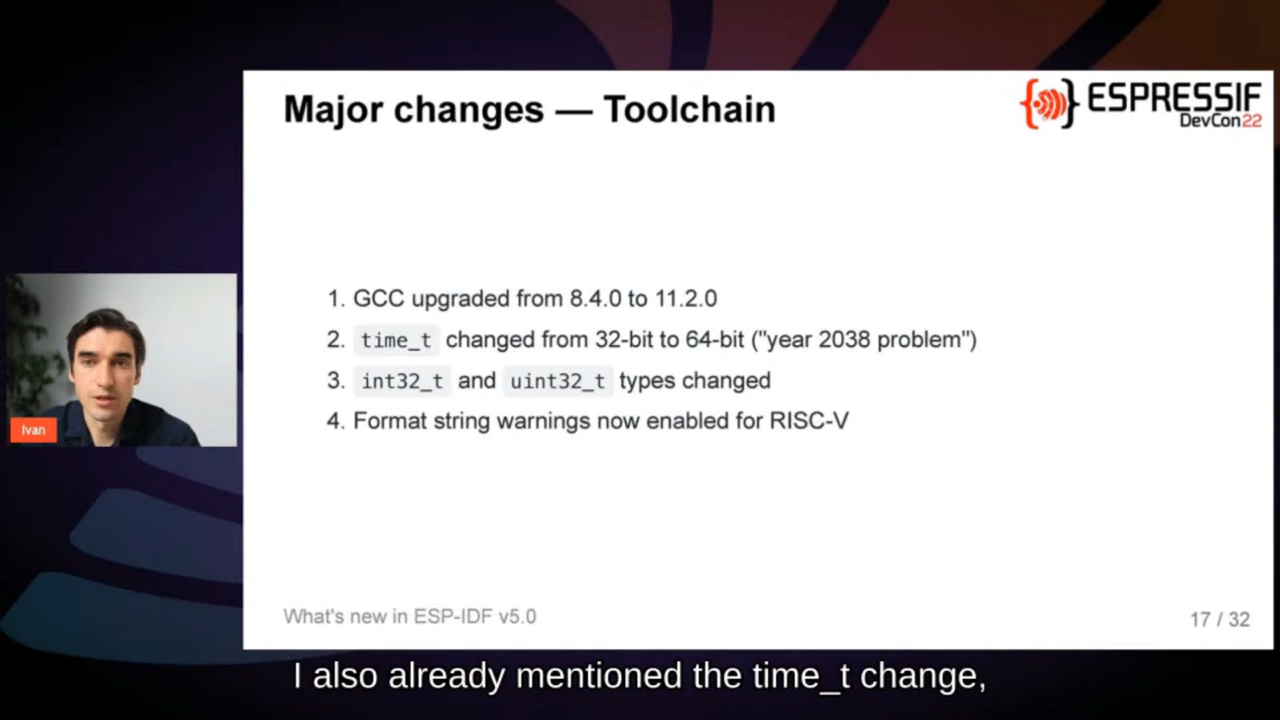 Major changes — Toolchain
ESPRESSIF
DevCon22
1. GCC upgraded from 8.4.0 to 11.2.0
2. time_t changed from 32-bit to 64-bit ("year 2038 problem")
3. int32_t and uint32_t types changed
4. Format string warnings now enabled for RISC-V
Ivan
What's new in ESP-IDF v5.0
17 / 32
I also already mentioned the time_t change,